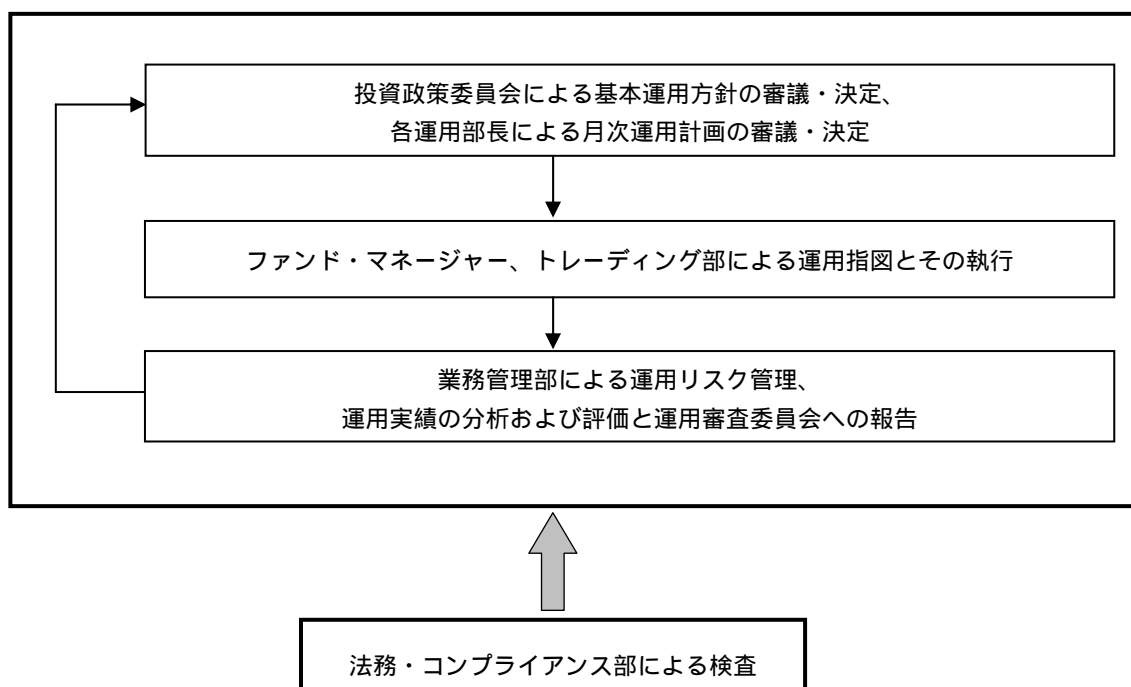 投資政策委員会による基本運用方針の審議・決定、
各運用部長による月次運用計画の審議・決定
ファンド・マネージャー、トレーディング部による運用指図とその執行
業務管理部による運用リスク管理、
運用実績の分析および評価と運用審査委員会への報告
法務・コンプライアンス部による検査